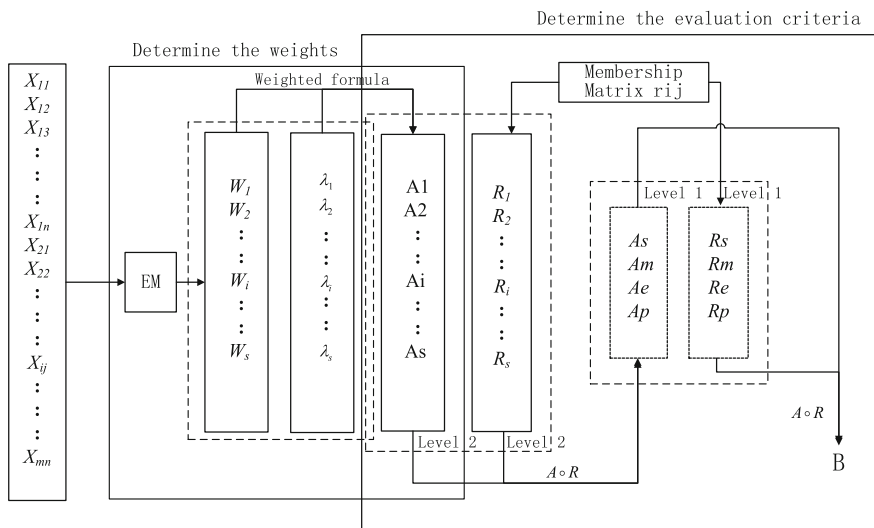 Determine the evaluation criteria
Determine the weights
Weighted formula
Membership
Matrix rij
X11
X12
X13
⋮
⋮
X1n
X21
X22
⋮
⋮
Xij
⋮
⋮
Xmn
EM
W1
W2
⋮
Wi
⋮
Ws
λ1
λ2
⋮
λi
⋮
λs
A1
A2
⋮
Ai
⋮
As
Level 2
R1
R2
⋮
Ri
⋮
Rs
Level 2
A∘R
Level 1
As
Am
Ae
Ap
Level 1
Rs
Rm
Re
Rp
A∘R
B